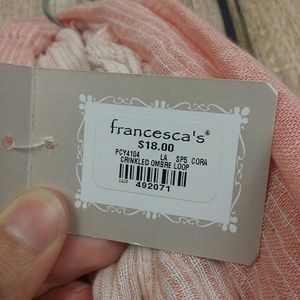 francesca's®
$18.00
PCY4104 LA SP5 CORA
CRINKLED OMBRE LOOP
492071